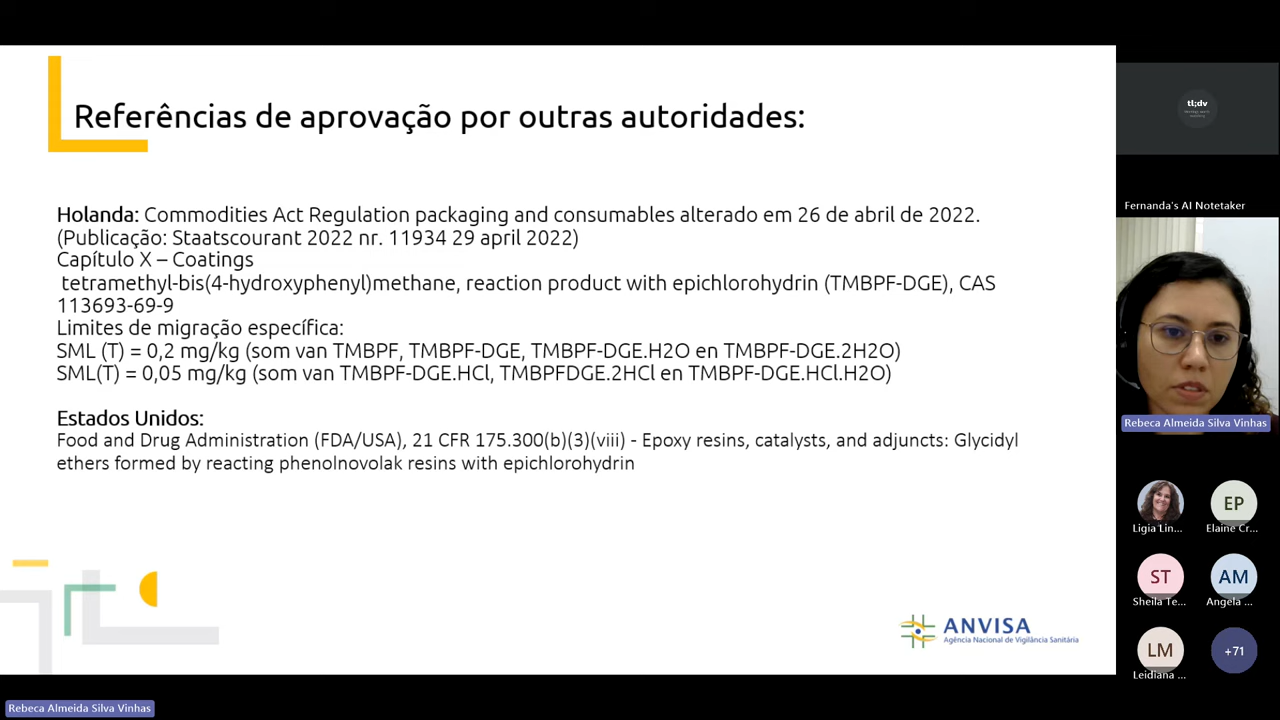 Referências de aprovação por outras autoridades:
Holanda: Commodities Act Regulation packaging and consumables alterado em 26 de abril de 2022.
(Publicação: Staatscourant 2022 nr. 11934 29 april 2022)
Capítulo X – Coatings
tetramethyl-bis(4-hydroxyphenyl)methane, reaction product with epichlorohydrin (TMBPF-DGE), CAS
113693-69-9
Limites de migração específica:
SML (T) = 0,2 mg/kg (som van TMBPF, TMBPF-DGE, TMBPF-DGE.H2O en TMBPF-DGE.2H2O)
SML(T) = 0,05 mg/kg (som van TMBPF-DGE.HCl, TMBPFDGE.2HCl en TMBPF-DGE.HCl.H2O)
Estados Unidos:
Food and Drug Administration (FDA/USA), 21 CFR 175.300(b)(3)(viii) - Epoxy resins, catalysts, and adjuncts: Glycidyl
ethers formed by reacting phenolnovolak resins with epichlorohydrin
ANVISA
Agência Nacional de Vigilância Sanitária
tl;dv
Fernanda's AI Notetaker
Rebeca Almeida Silva Vinhas
Ligia Lin...
EP
Elaine Cr...
ST
Sheila Te...
AM
Angela ...
LM
Leidiana ...
+71
Rebeca Almeida Silva Vinhas